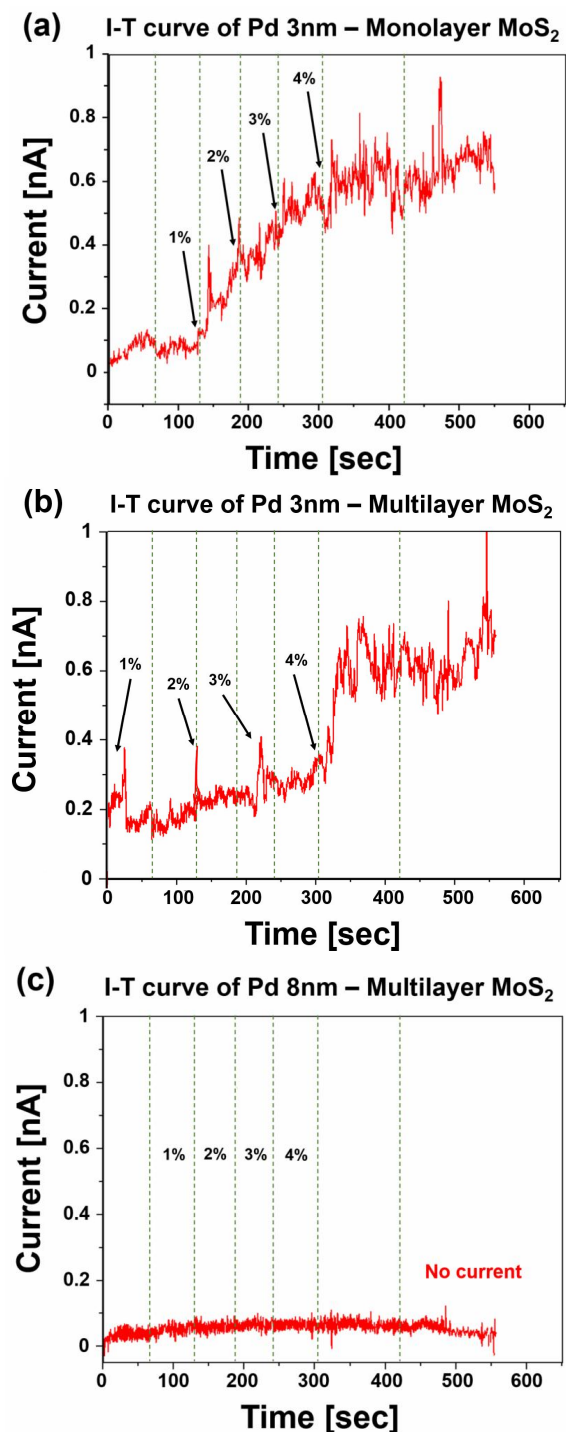 (a) I-T curve of Pd 3nm – Monolayer MoS₂
1
0.8
0.6
0.4
0.2
0
Current [nA]
1%
2%
3%
4%
0 100 200 300 400 500 600
Time [sec]
(b) I-T curve of Pd 3nm – Multilayer MoS₂
1
0.8
0.6
0.4
0.2
0
Current [nA]
1%
2%
3%
4%
0 100 200 300 400 500 600
Time [sec]
(c) I-T curve of Pd 8nm – Multilayer MoS₂
1
0.8
0.6
0.4
0.2
0
Current [nA]
1% 2% 3% 4%
No current
0 100 200 300 400 500 600
Time [sec]